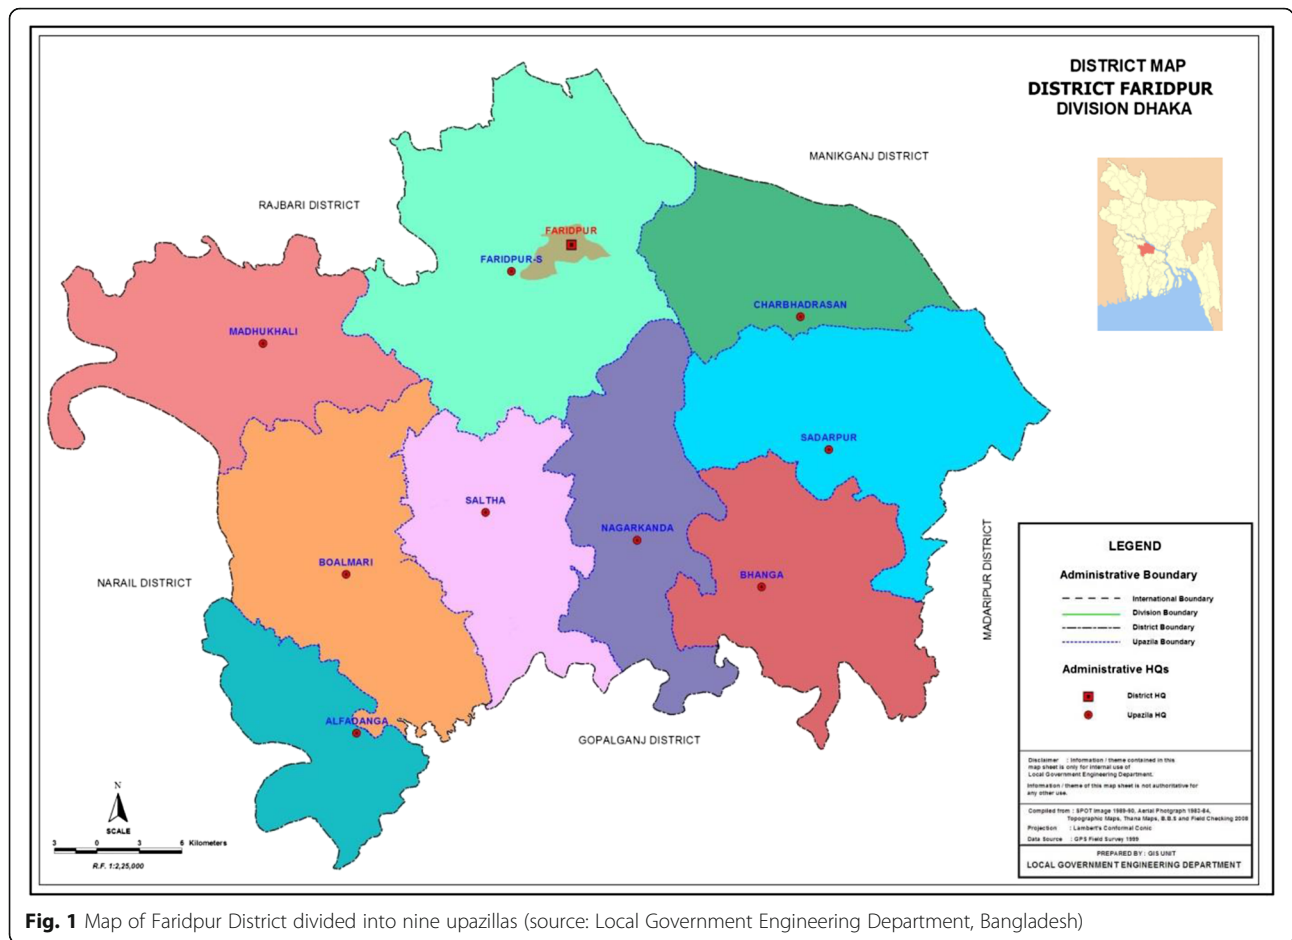 DISTRICT MAP
DISTRICT FARIDPUR
DIVISION DHAKA
MANIKGANJ DISTRICT
RAJBARI DISTRICT
FARIDPUR
FARIDPUR-S
CHARBHADRASAN
MADHUKHALI
SADARPUR
SALTHA
NAGARKANDA
BOALMARI
BHANGA
NARAIL DISTRICT
MADARIPUR DISTRICT
ALFADANGA
GOPALGANJ DISTRICT
LEGEND
Administrative Boundary
International Boundary
Division Boundary
District Boundary
Upazila Boundary
Administrative HQs
District HQ
Upazila HQ
Disclaimer : Information / theme contained in this
map sheet is only for internal use of
Local Government Engineering Department.
Information / theme of this map sheet is not authoritative for
any other use.
Compiled from : SPOT Image 1989-90, Aerial Photgraph 1983-84,
Topographic Maps, Thana Maps, B.B.S and Field Checking 2009
Projection : Lambert's Conformal Conic
Data Source : GPS Field Survey 1999
PREPARED BY : GIS UNIT
LOCAL GOVERNMENT ENGINEERING DEPARTMENT
N
SCALE
3 0 3 6 Kilometers
R.F. 1:2,25,000
Fig. 1 Map of Faridpur District divided into nine upazillas (source: Local Government Engineering Department, Bangladesh)